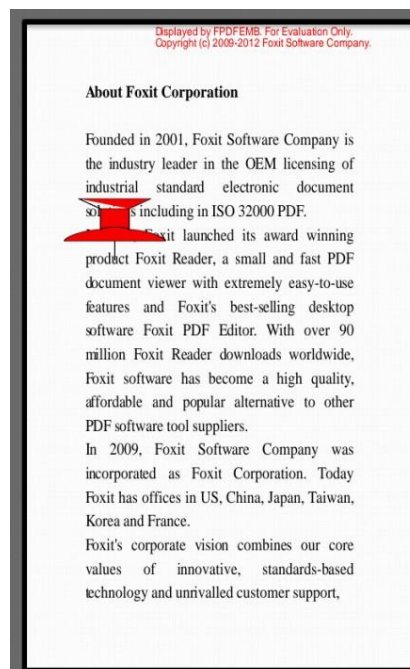 Displayed by FPDFEMB. For Evaluation Only.
Copyright (c) 2009-2012 Foxit Software Company.
About Foxit Corporation
Founded in 2001, Foxit Software Company is
the industry leader in the OEM licensing of
industrial standard electronic document
including in ISO 32000 PDF.
launched its award winning
product Foxit Reader, a small and fast PDF
document viewer with extremely easy-to-use
features and Foxit's best-selling desktop
software Foxit PDF Editor. With over 90
million Foxit Reader downloads worldwide,
Foxit software has become a high quality,
affordable and popular alternative to other
PDF software tool suppliers.
In 2009, Foxit Software Company was
incorporated as Foxit Corporation. Today
Foxit has offices in US, China, Japan, Taiwan,
Korea and France.
Foxit's corporate vision combines our core
values of innovative, standards-based
technology and unrivalled customer support,